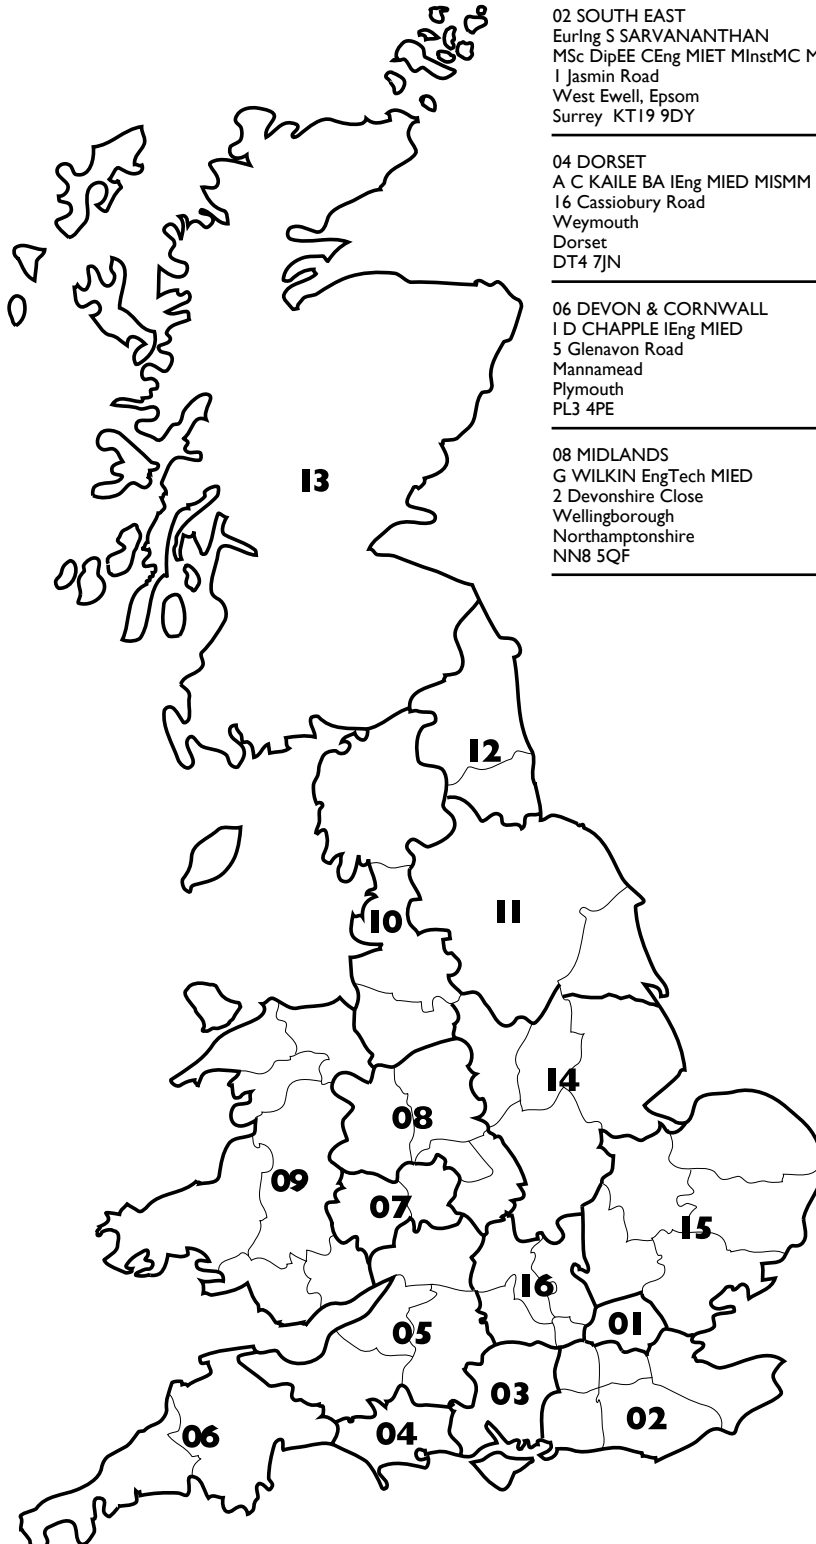 02 SOUTH EAST
EurIng S SARVANANTHAN
MSc DipEE CEng MIET MInstMC M
1 Jasmin Road
West Ewell, Epsom
Surrey KT19 9DY
04 DORSET
A C KAILE BA IEng MIED MISMM
16 Cassiobury Road
Weymouth
Dorset
DT4 7JN
06 DEVON & CORNWALL
I D CHAPPLE IEng MIED
5 Glenavon Road
Mannamead
Plymouth
PL3 4PE
08 MIDLANDS
G WILKIN EngTech MIED
2 Devonshire Close
Wellingborough
Northamptonshire
NN8 5QF
13
12
10
11
14
08
09
07
15
16
01
05
03
02
04
06